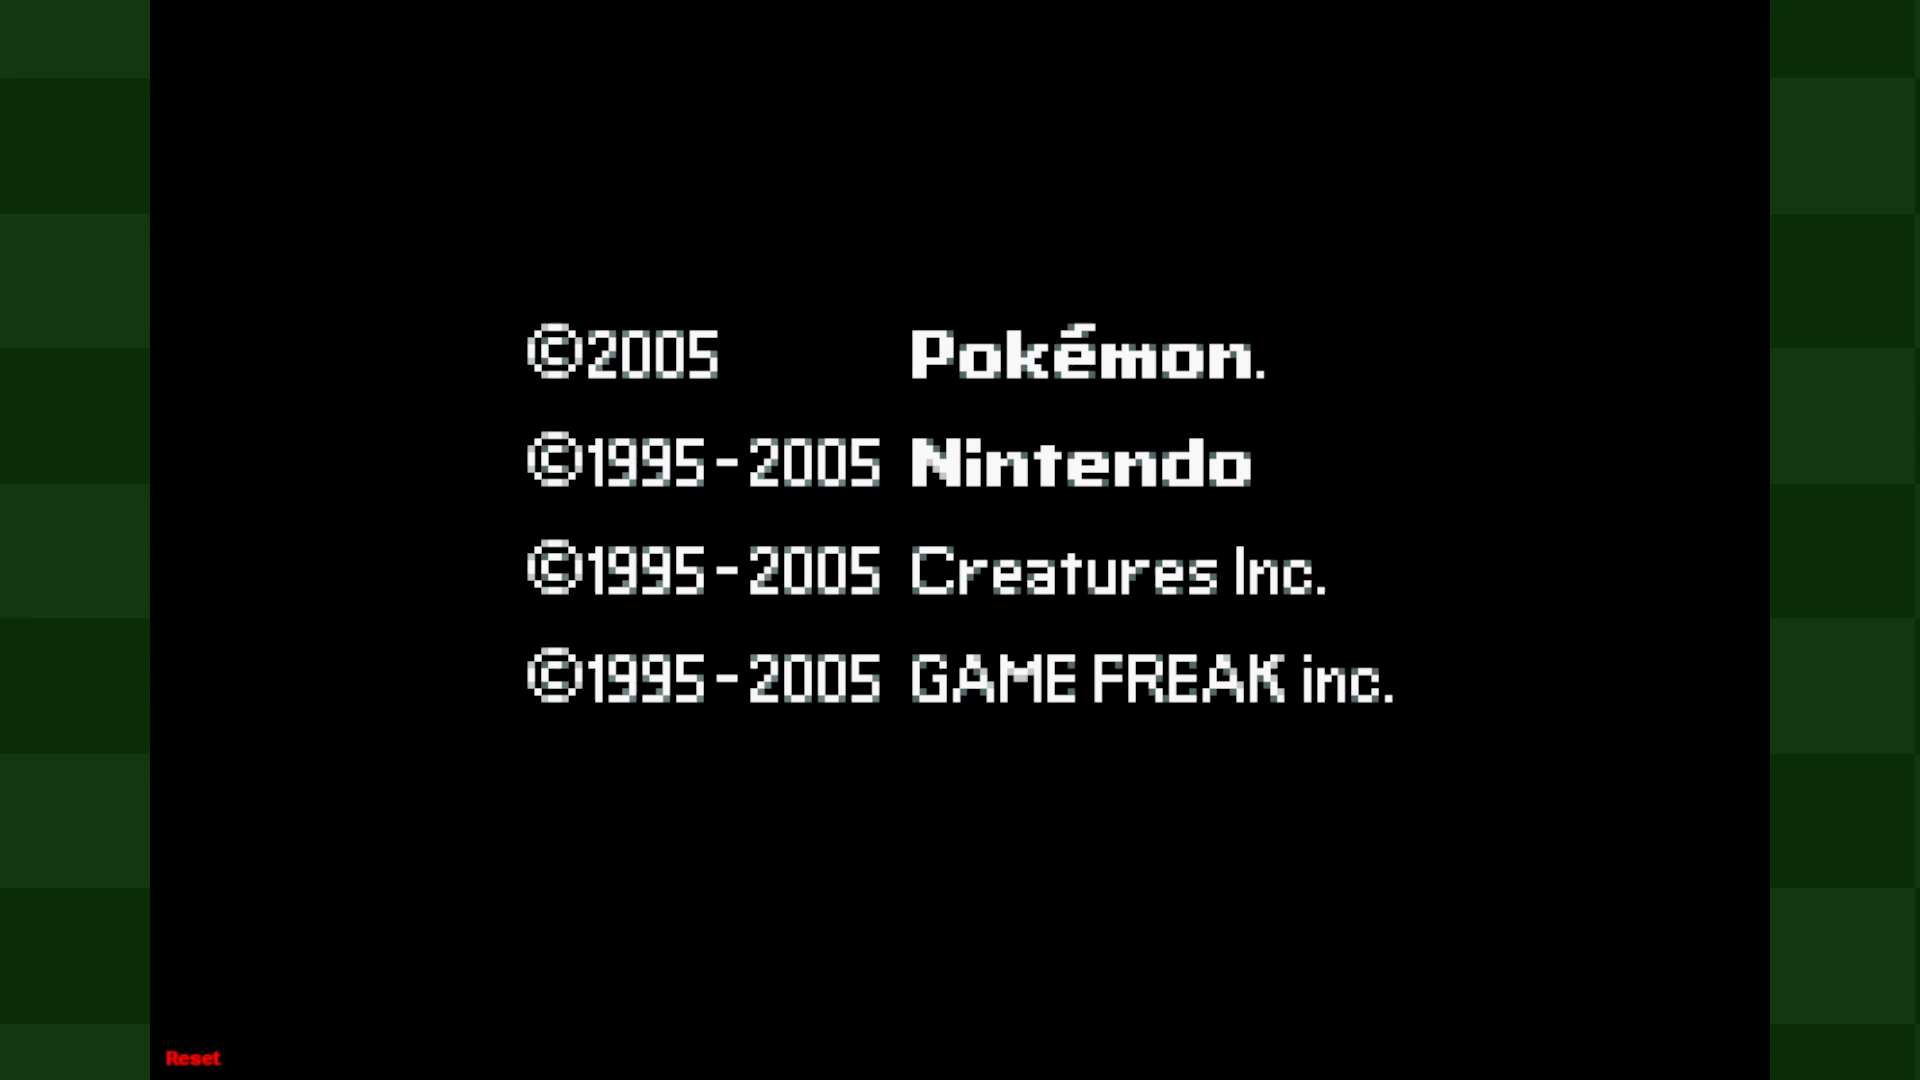 ©2005 Pokémon.
©1995-2005 Nintendo
©1995-2005 Creatures Inc.
©1995-2005 GAME FREAK inc.
Reset